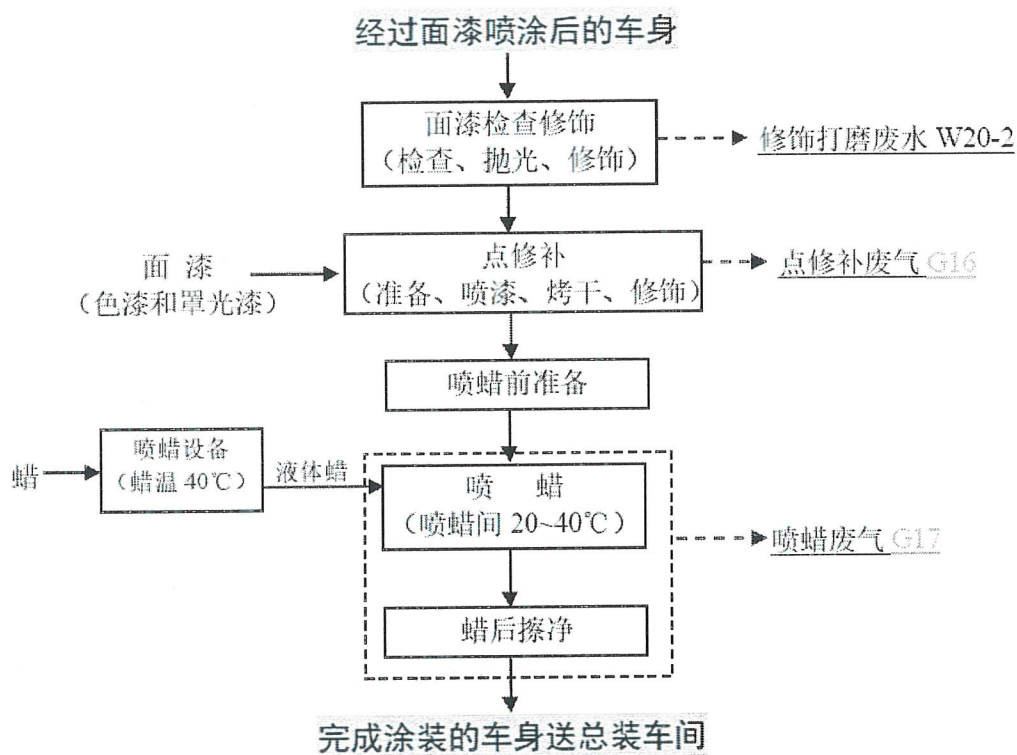 经过面漆喷涂后的车身
面漆检查修饰
(检查、抛光、修饰)
修饰打磨废水 W20-2
面 漆
(色漆和罩光漆)
点修补
(准备、喷漆、烤干、修饰)
点修补废气 G16
喷蜡前准备
蜡
喷蜡设备
(蜡温 40℃)
液体蜡
喷 蜡
(喷蜡间 20~40℃)
喷蜡废气 G17
蜡后擦净
完成涂装的车身送总装车间